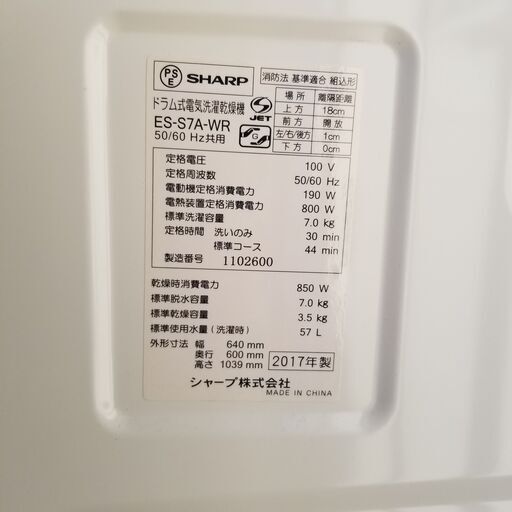 PS
E
SHARP
消防法 基準適合 組込形
場所 離隔距離
上方 18cm
前方 開放
左/右/後方 1cm
下方 0cm
ドラム式電気洗濯乾燥機
ES-S7A-WR
50/60 Hz共用
S
JET
G
定格電圧 100 V
定格周波数 50/60 Hz
電動機定格消費電力 190 W
電熱装置定格消費電力 800 W
標準洗濯容量 7.0 kg
定格時間 洗いのみ 30 min
標準コース 44 min
製造番号 1102600
乾燥時消費電力 850 W
標準脱水容量 7.0 kg
標準乾燥容量 3.5 kg
標準使用水量(洗濯時) 57 L
外形寸法 幅 640 mm
奥行 600 mm
高さ 1039 mm
2017年製
シャープ株式会社
MADE IN CHINA